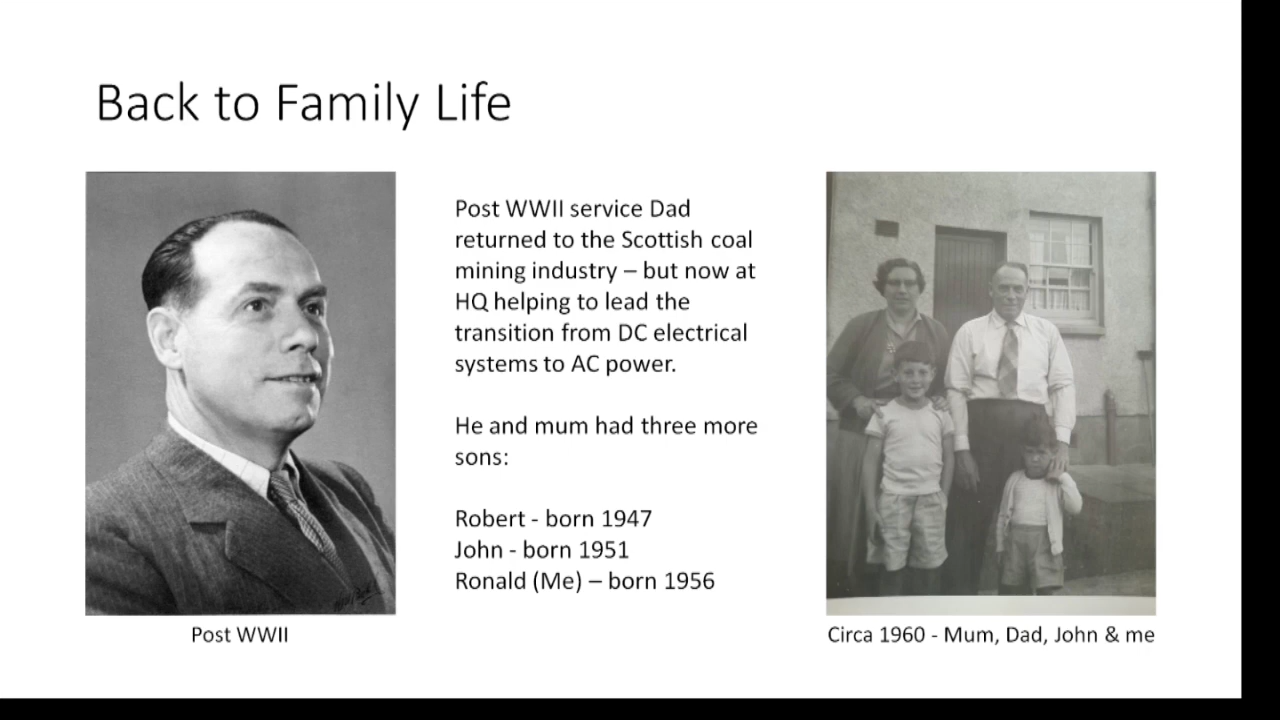 Back to Family Life
Post WWII service Dad
returned to the Scottish coal
mining industry – but now at
HQ helping to lead the
transition from DC electrical
systems to AC power.
He and mum had three more
sons:
Robert - born 1947
John - born 1951
Ronald (Me) – born 1956
Post WWII
Circa 1960 - Mum, Dad, John & me